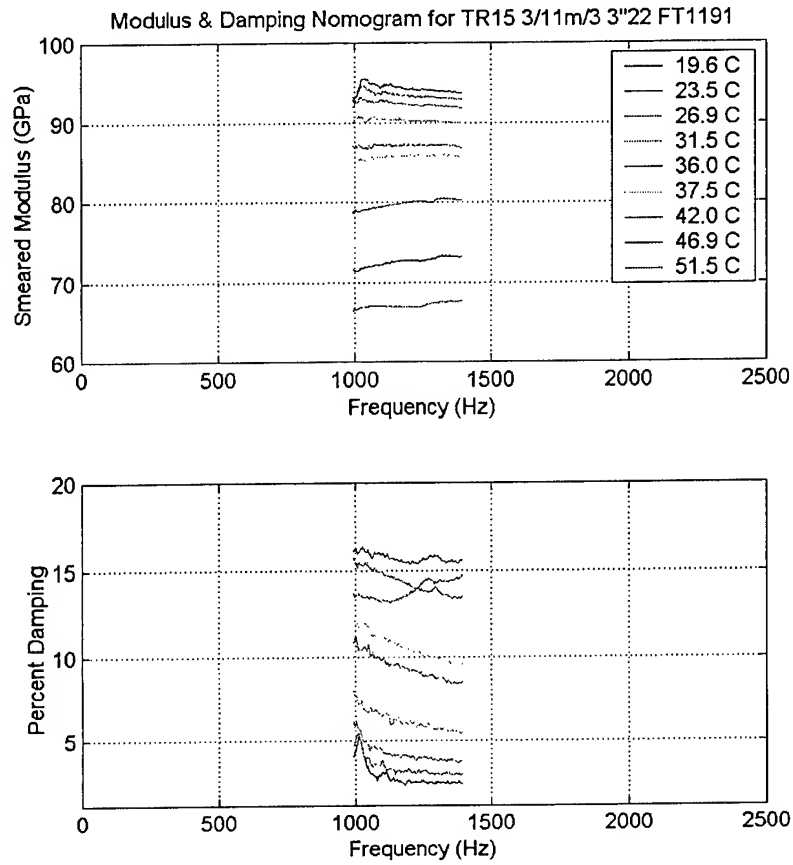 Modulus & Damping Nomogram for TR15 3/11m/3 3"22 FT1191
Smeared Modulus (GPa)
100
90
80
70
60
0
500
1000
1500
2000
2500
Frequency (Hz)
19.6 C
23.5 C
26.9 C
31.5 C
36.0 C
37.5 C
42.0 C
46.9 C
51.5 C
Percent Damping
20
15
10
5
0
500
1000
1500
2000
2500
Frequency (Hz)